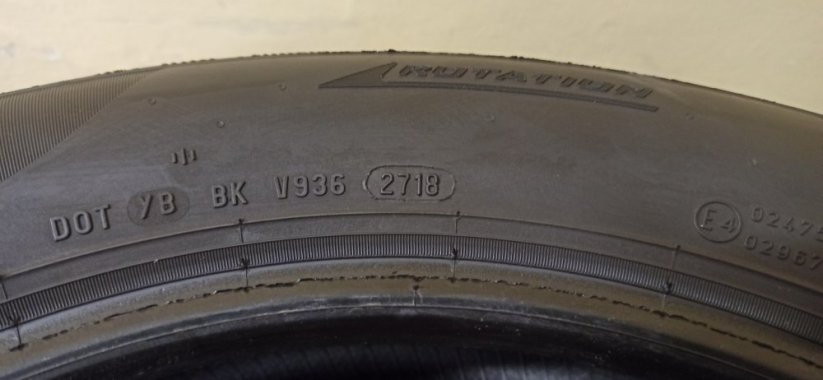 ROTATION
DOT YB BK V936 2718
E4